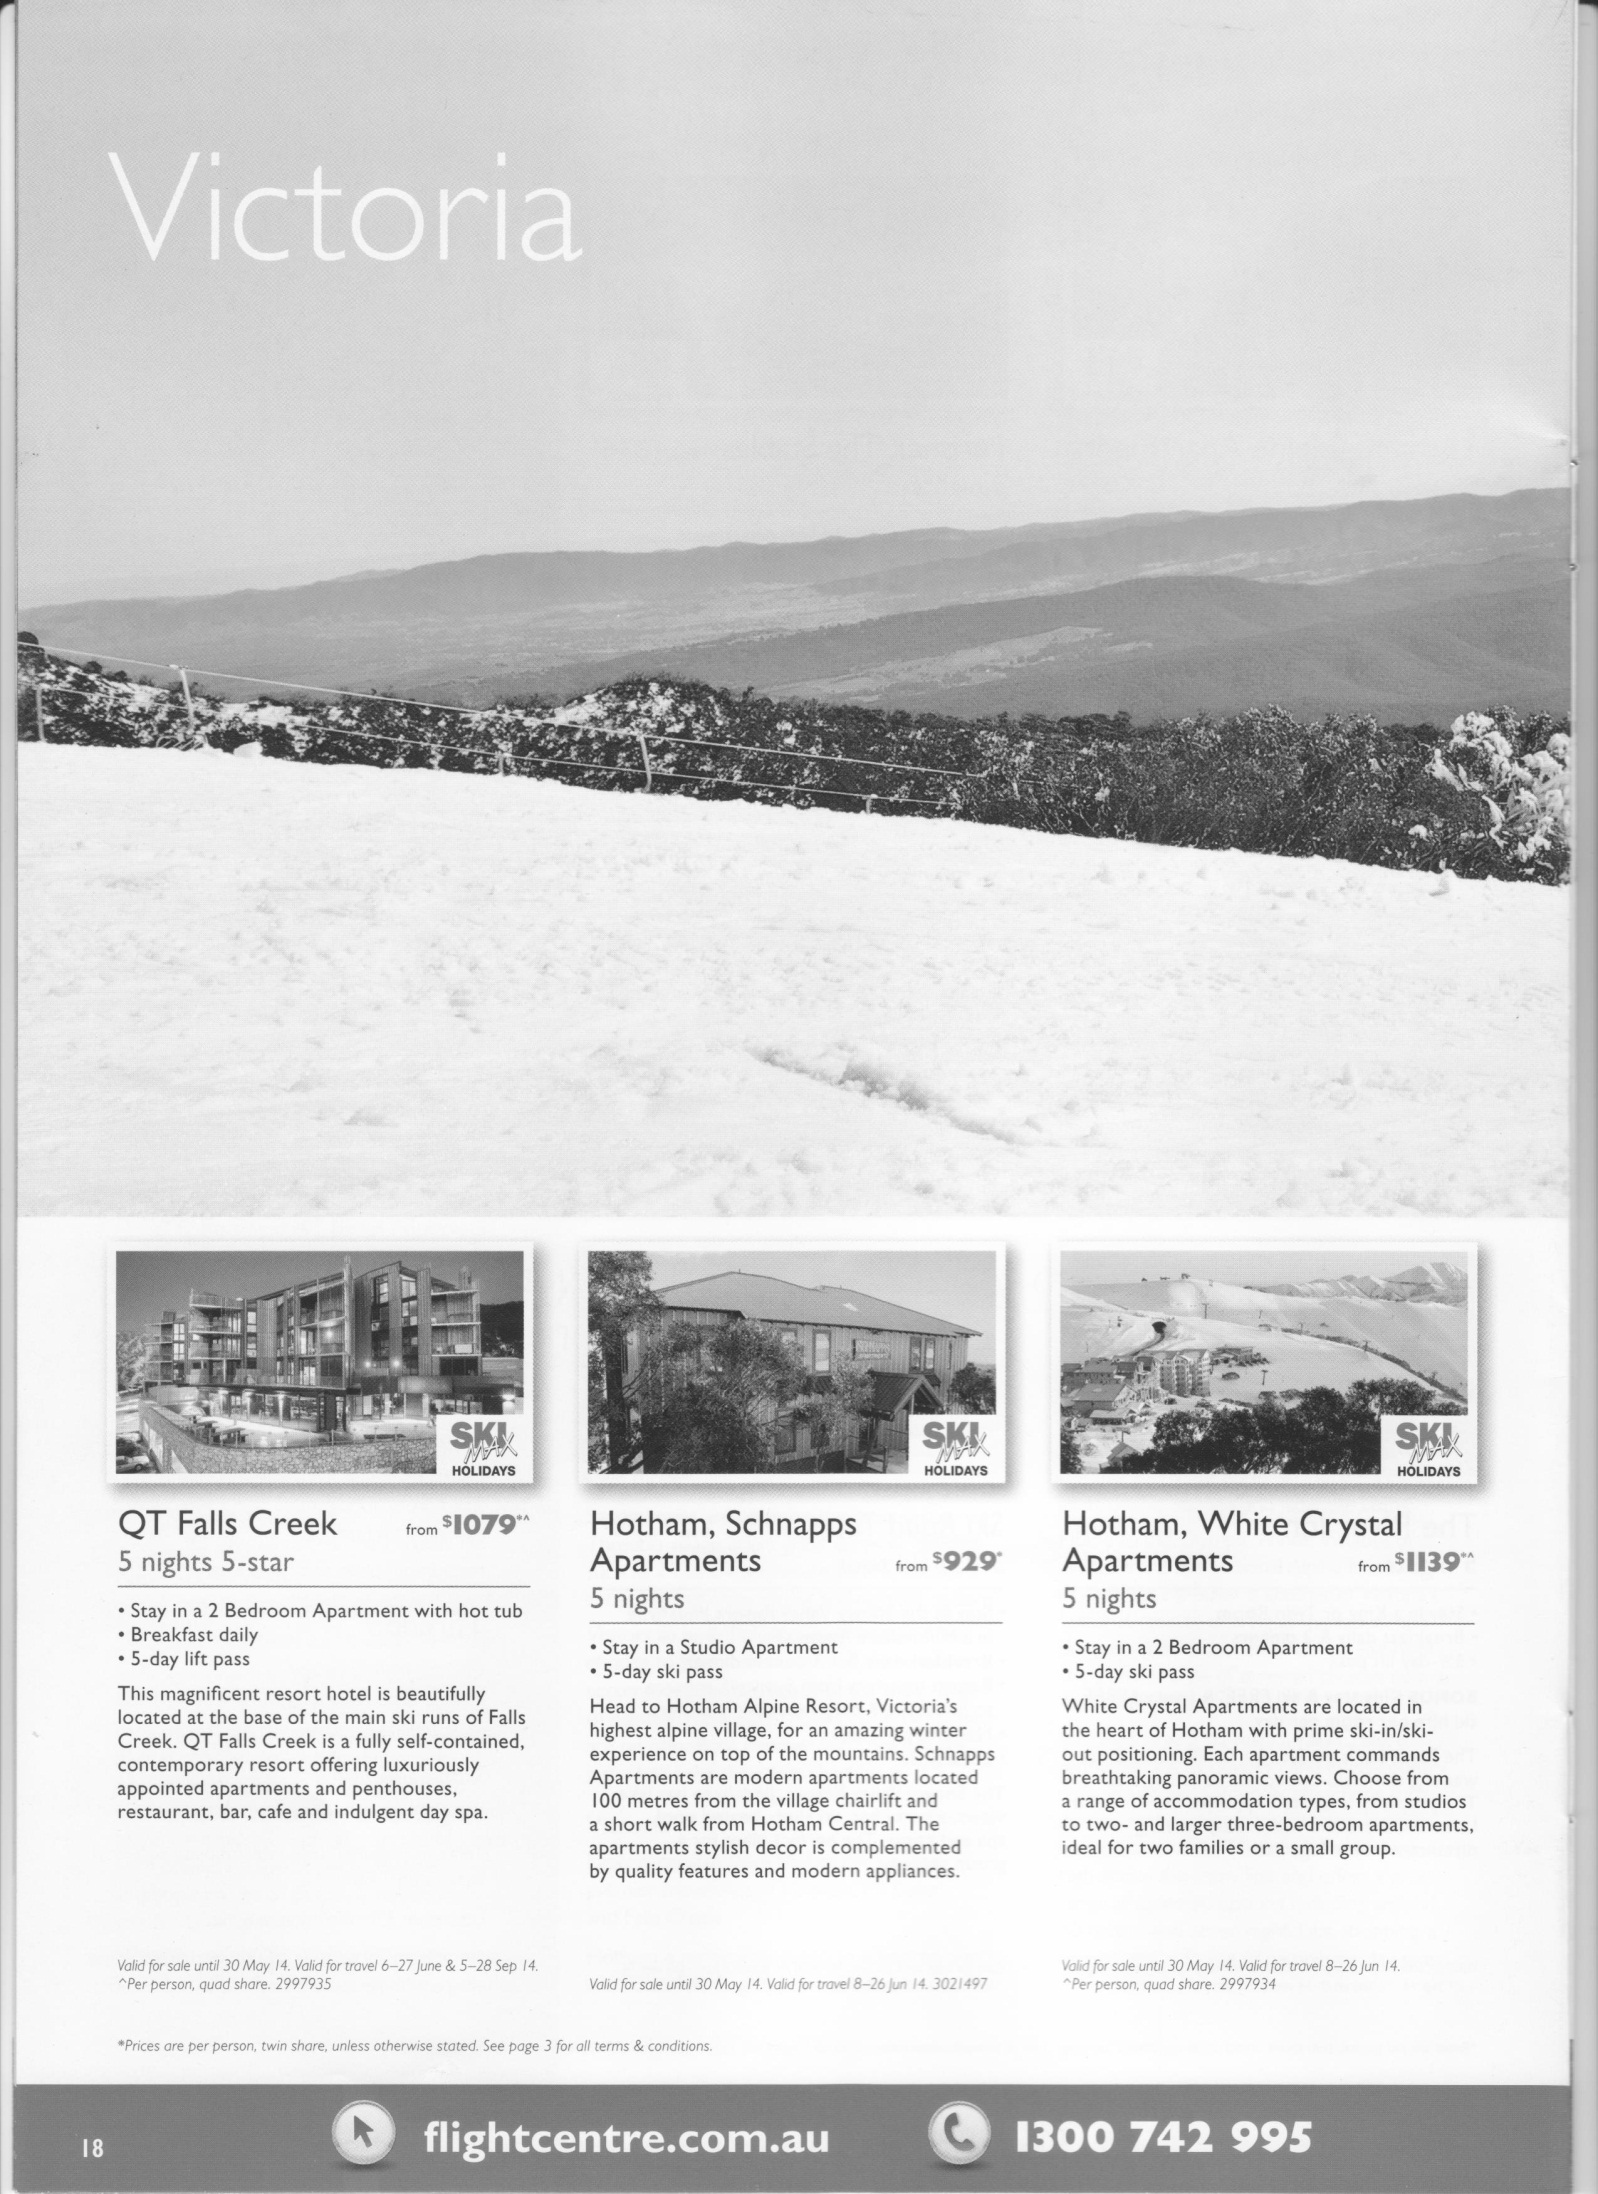 Victoria
SKI
MAX
HOLIDAYS
QT Falls Creek from $1079*^
5 nights 5-star
• Stay in a 2 Bedroom Apartment with hot tub
• Breakfast daily
• 5-day lift pass
This magnificent resort hotel is beautifully
located at the base of the main ski runs of Falls
Creek. QT Falls Creek is a fully self-contained,
contemporary resort offering luxuriously
appointed apartments and penthouses,
restaurant, bar, cafe and indulgent day spa.
Valid for sale until 30 May 14. Valid for travel 6–27 June & 5–28 Sep 14.
^Per person, quad share. 2997935
SKI
MAX
HOLIDAYS
Hotham, Schnapps
Apartments from $929*
5 nights
• Stay in a Studio Apartment
• 5-day ski pass
Head to Hotham Alpine Resort, Victoria's
highest alpine village, for an amazing winter
experience on top of the mountains. Schnapps
Apartments are modern apartments located
100 metres from the village chairlift and
a short walk from Hotham Central. The
apartments stylish decor is complemented
by quality features and modern appliances.
Valid for sale until 30 May 14. Valid for travel 8–26 Jun 14. 3021497
SKI
MAX
HOLIDAYS
Hotham, White Crystal
Apartments from $1139*^
5 nights
• Stay in a 2 Bedroom Apartment
• 5-day ski pass
White Crystal Apartments are located in
the heart of Hotham with prime ski-in/ski-
out positioning. Each apartment commands
breathtaking panoramic views. Choose from
a range of accommodation types, from studios
to two- and larger three-bedroom apartments,
ideal for two families or a small group.
Valid for sale until 30 May 14. Valid for travel 8–26 Jun 14.
^Per person, quad share. 2997934
*Prices are per person, twin share, unless otherwise stated. See page 3 for all terms & conditions.
18
flightcentre.com.au
1300 742 995